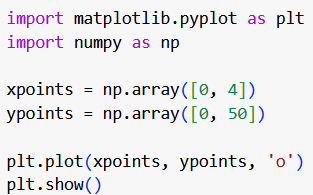 import matplotlib.pyplot as plt
import numpy as np
xpoints = np.array([0, 4])
ypoints = np.array([0, 50])
plt.plot(xpoints, ypoints, 'o')
plt.show()